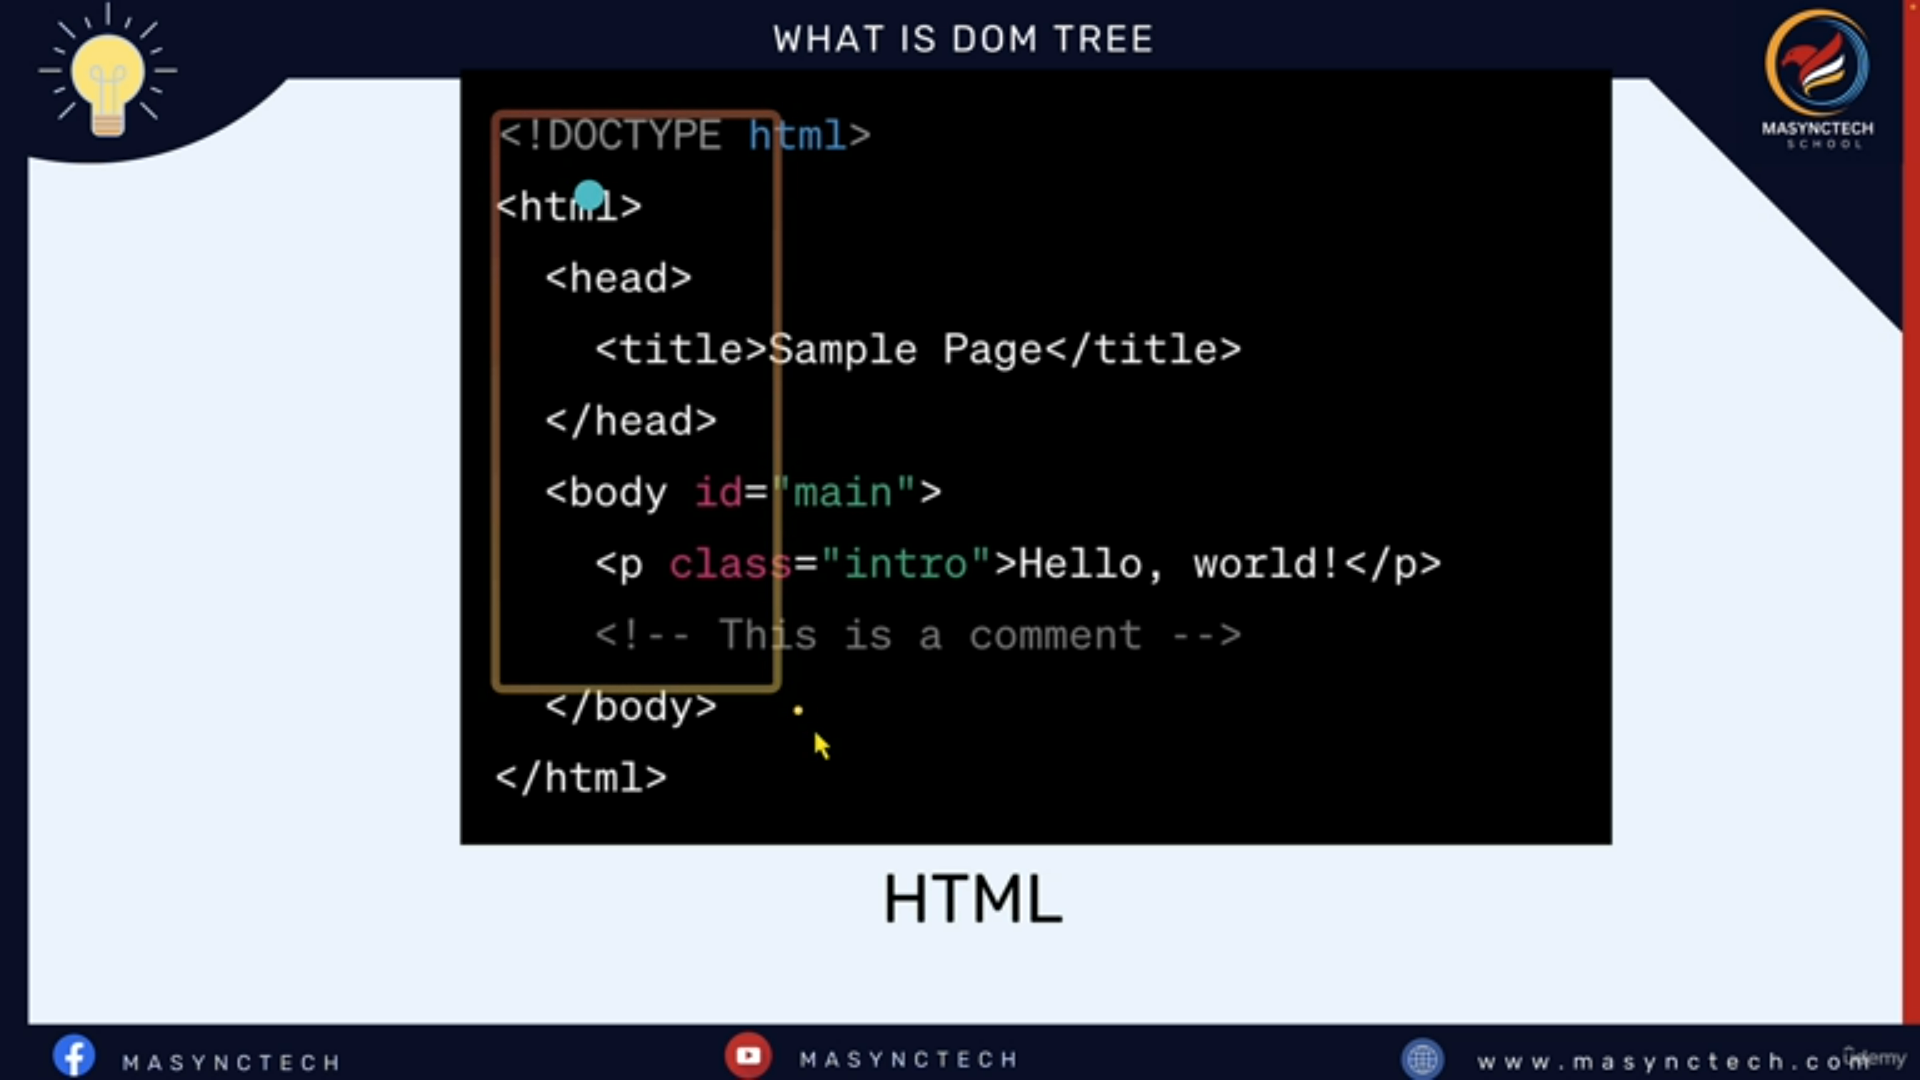 WHAT IS DOM TREE
MASYNCTECH
SCHOOL
<!DOCTYPE html>
<html>
<head>
<title>Sample Page</title>
</head>
<body id="main">
<p class="intro">Hello, world!</p>
<!-- This is a comment -->
</body>
</html>
HTML
MASYNCTECH
MASYNCTECH
www.masynctech.com
ûdemy